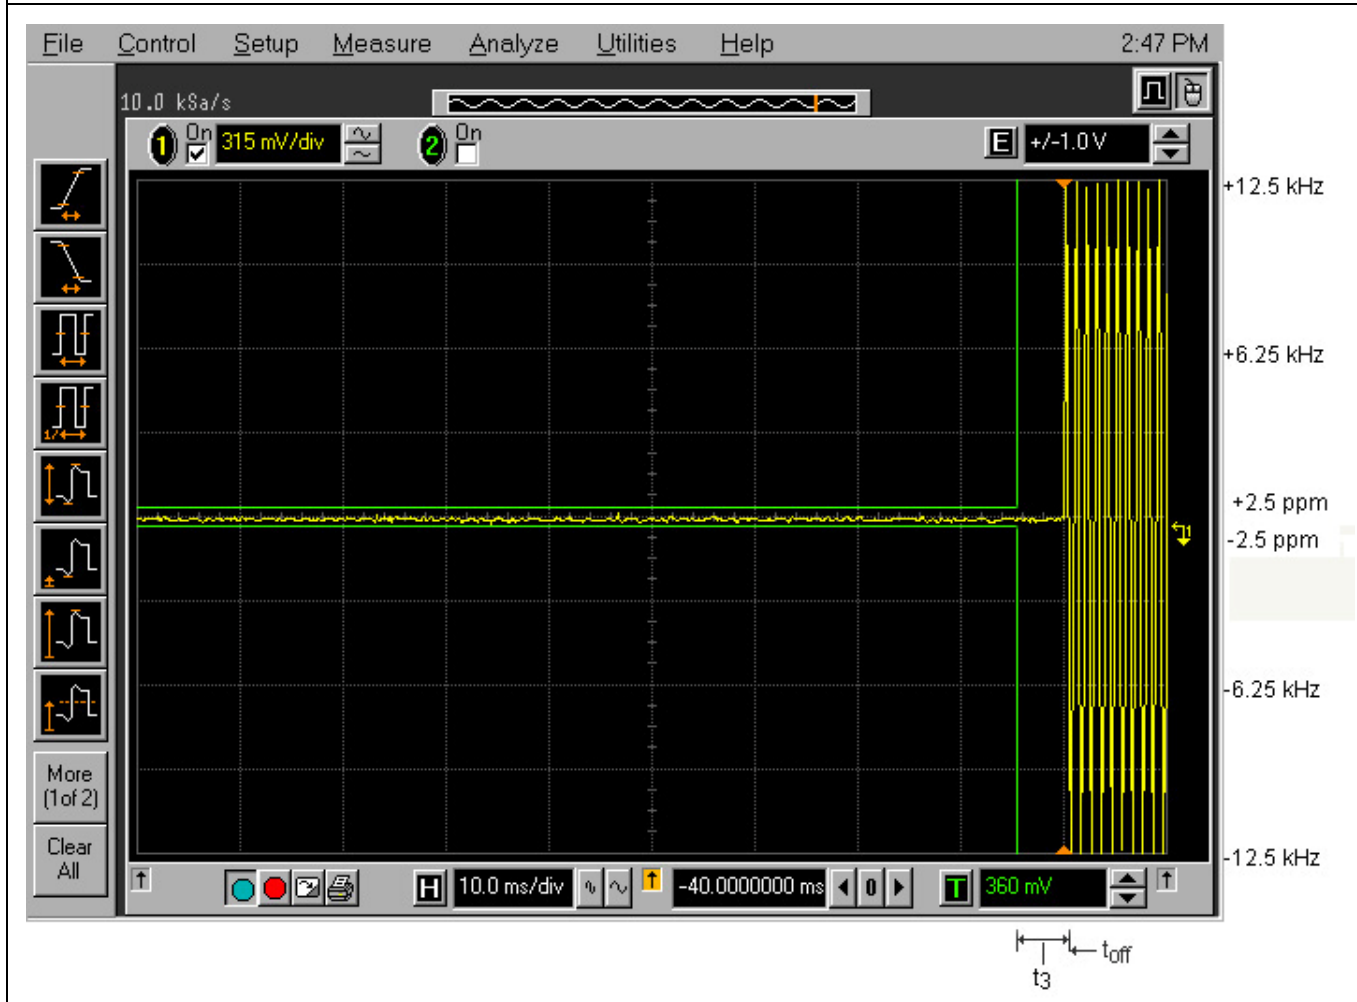 File Control Setup Measure Analyze Utilities Help 2:47 PM
10.0 kSa/s
1 On 315 mV/div 2 On E +/-1.0 V
+12.5 kHz
+6.25 kHz
+2.5 ppm
-2.5 ppm
1
-6.25 kHz
1/
More
(1of 2)
Clear
All
-12.5 kHz
H 10.0 ms/div -40.0000000 ms 0 T 360 mV
toff
t3